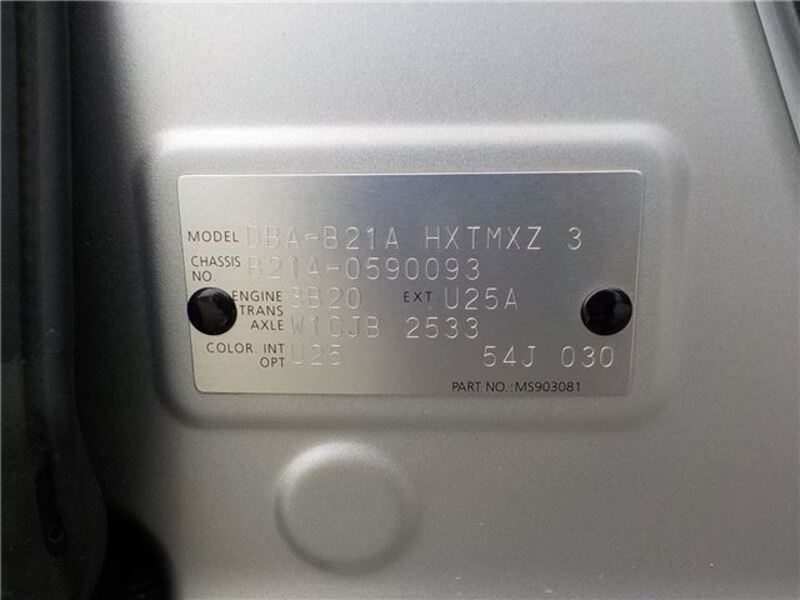 MODEL DBA-B21A HXTMXZ 3
CHASSIS NO. B21A-0590093
ENGINE 3B20 EXT U25A
TRANS AXLE W1CJB 2533
COLOR. INT OPT U25 54J 030
PART NO.:MS903081